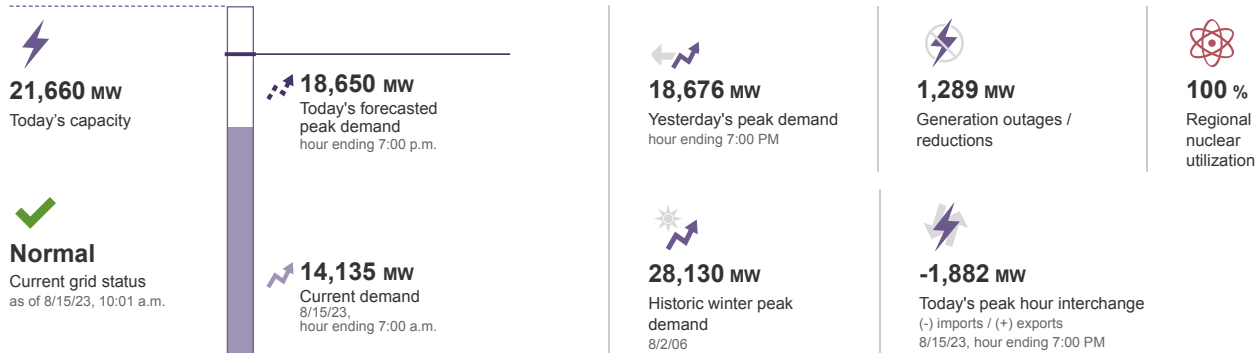 21,660 MW
Today's capacity
Normal
Current grid status
as of 8/15/23, 10:01 a.m.
18,650 MW
Today's forecasted
peak demand
hour ending 7:00 p.m.
14,135 MW
Current demand
8/15/23,
hour ending 7:00 a.m.
18,676 MW
Yesterday's peak demand
hour ending 7:00 PM
1,289 MW
Generation outages /
reductions
100 %
Regional
nuclear
utilization
28,130 MW
Historic winter peak
demand
8/2/06
-1,882 MW
Today's peak hour interchange
(-) imports / (+) exports
8/15/23, hour ending 7:00 PM